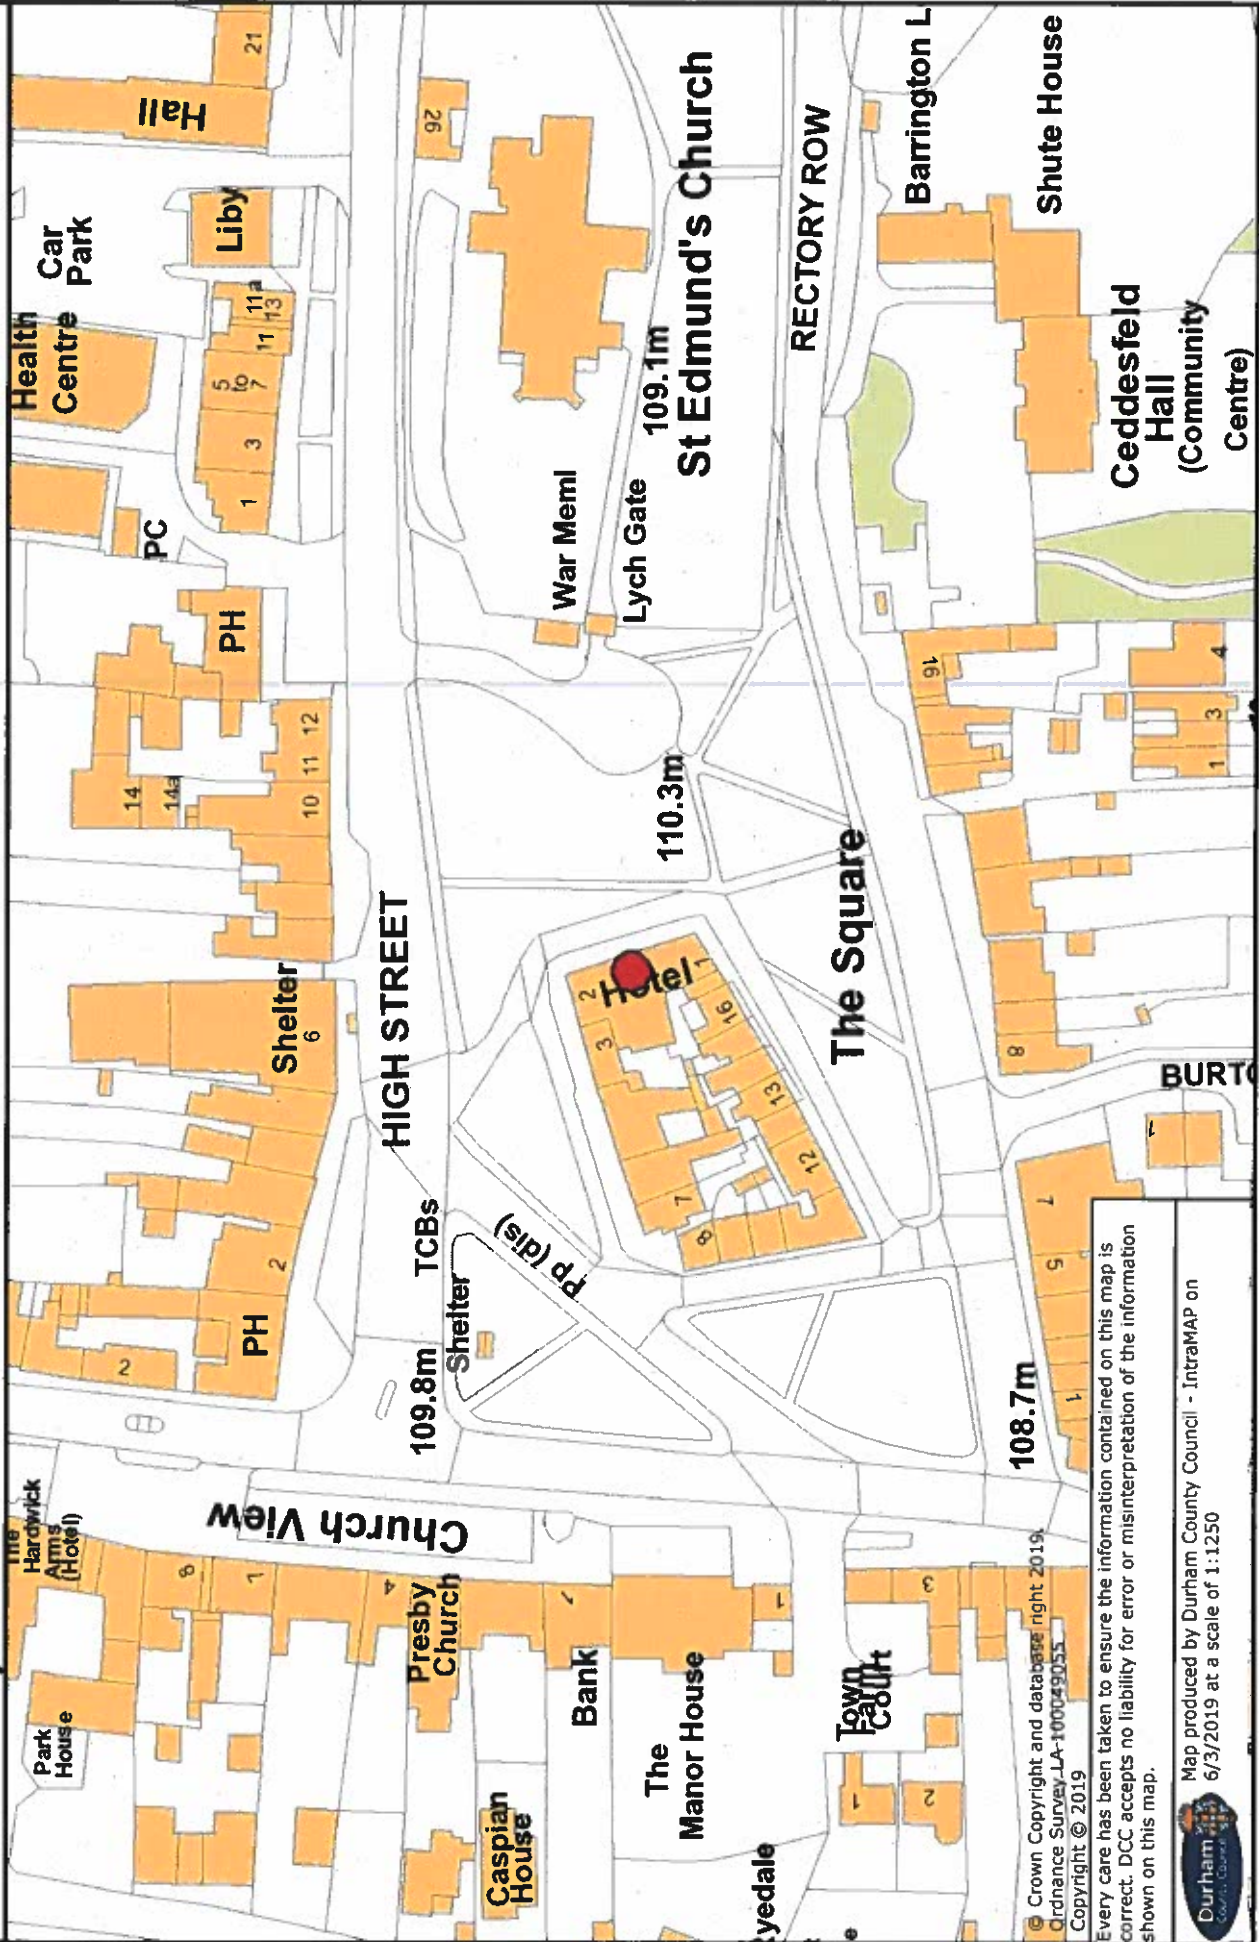 The
Hardwick
Arms
(Hotel)
Park
House
8
7
4
Presby
Church
Caspian
House
Bank
2
The
Manor House
1
Town
Farm
Court
1
2
3
yedale
e
Church View
PH
2
2
Shelter
6
HIGH STREET
TCBs
Shelter
109.8m
Pp (dis)
108.7m
Hotel
1
2
3
7
8
12
13
16
The Square
110.3m
10
11
12
14
14a
PH
PC
1
3
5
to
7
11
11a
13
Liby
Health
Centre
Car
Park
Hall
21
26
War Meml
Lych Gate
109.1m
St Edmund's Church
RECTORY ROW
Barrington L
Shute House
Ceddesfeld
Hall
(Community
Centre)
16
4
3
1
8
BURTO
1
7
5
1
© Crown Copyright and database right 2019.
Ordnance Survey LA 100049055
Copyright © 2019
Every care has been taken to ensure the information contained on this map is
correct. DCC accepts no liability for error or misinterpretation of the information
shown on this map.
Durham
County Council
Map produced by Durham County Council - IntraMAP on
6/3/2019 at a scale of 1:1250